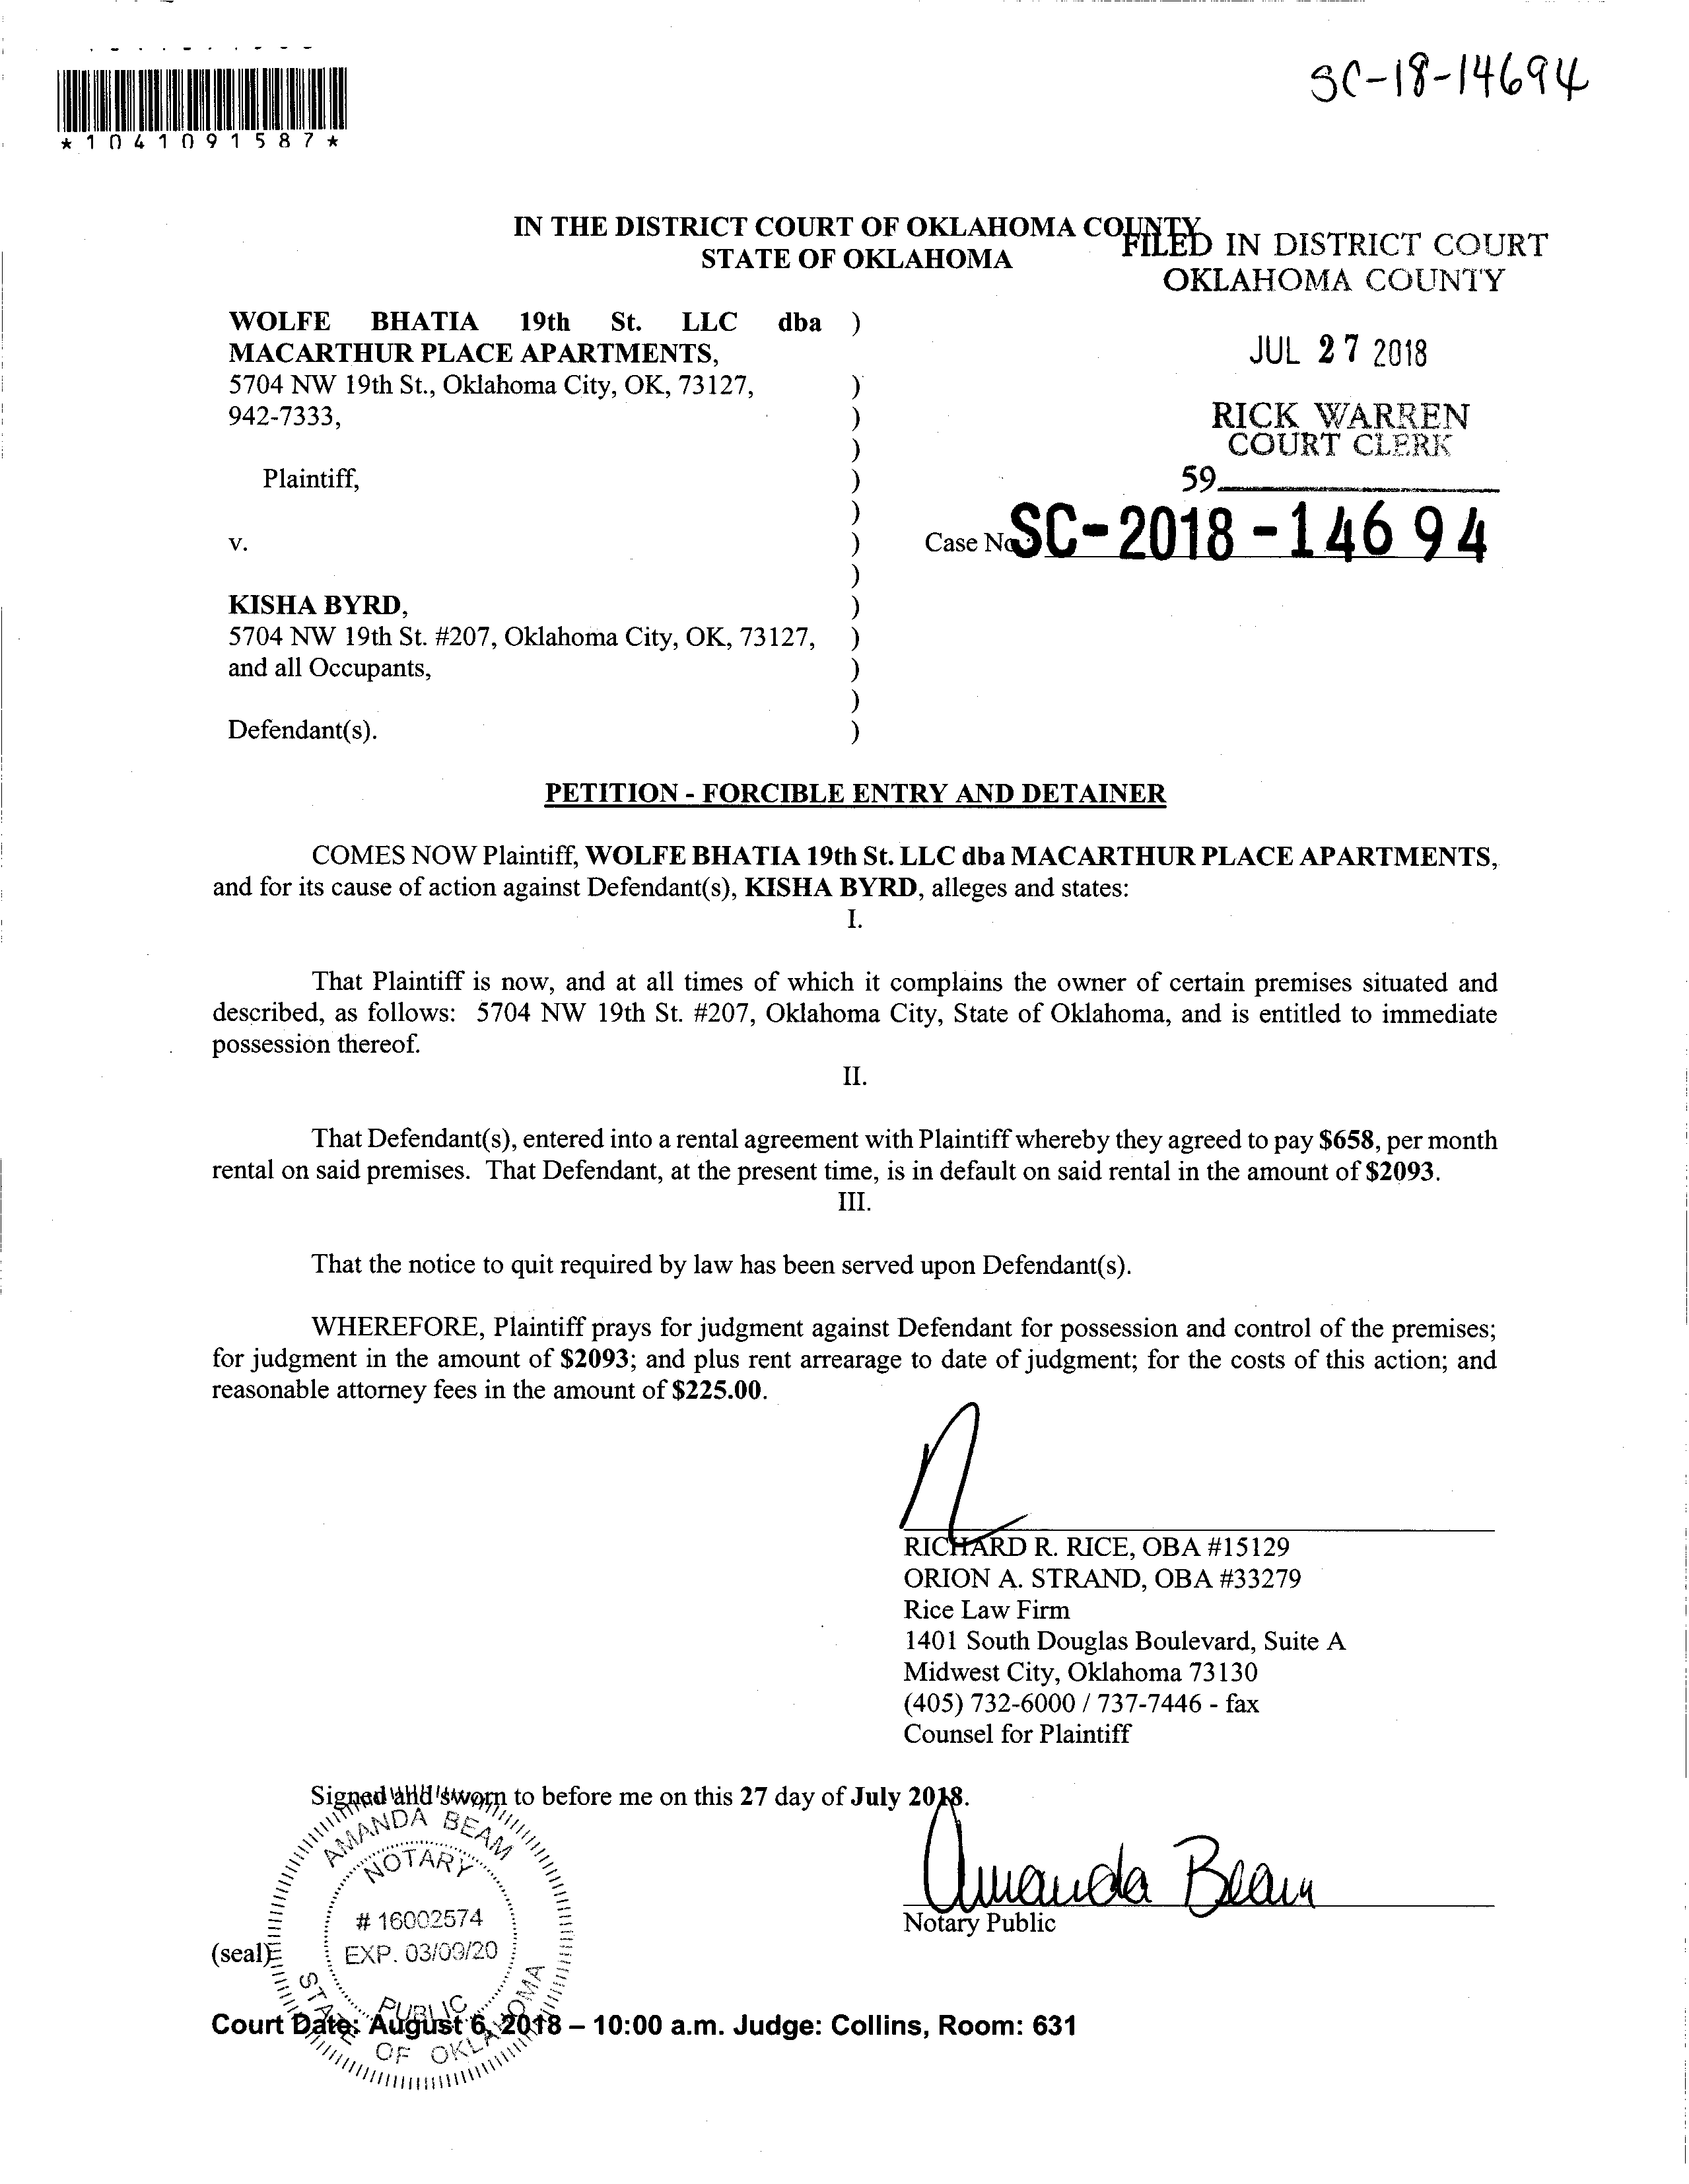 SC-18-14694
*1041091587*
IN THE DISTRICT COURT OF OKLAHOMA COUNTY
STATE OF OKLAHOMA
FILED IN DISTRICT COURT
OKLAHOMA COUNTY
JUL 27 2018
RICK WARREN
COURT CLERK
59
WOLFE BHATIA 19th St. LLC dba )
MACARTHUR PLACE APARTMENTS,
5704 NW 19th St., Oklahoma City, OK, 73127, )
942-7333, )
)
Plaintiff, )
)
v. )
Case No. SC-2018-14694
)
KISHA BYRD, )
5704 NW 19th St. #207, Oklahoma City, OK, 73127, )
and all Occupants, )
)
Defendant(s). )
PETITION - FORCIBLE ENTRY AND DETAINER
COMES NOW Plaintiff, WOLFE BHATIA 19th St. LLC dba MACARTHUR PLACE APARTMENTS,
and for its cause of action against Defendant(s), KISHA BYRD, alleges and states:
I.
That Plaintiff is now, and at all times of which it complains the owner of certain premises situated and
described, as follows: 5704 NW 19th St. #207, Oklahoma City, State of Oklahoma, and is entitled to immediate
possession thereof.
II.
That Defendant(s), entered into a rental agreement with Plaintiff whereby they agreed to pay $658, per month
rental on said premises. That Defendant, at the present time, is in default on said rental in the amount of $2093.
III.
That the notice to quit required by law has been served upon Defendant(s).
WHEREFORE, Plaintiff prays for judgment against Defendant for possession and control of the premises;
for judgment in the amount of $2093; and plus rent arrearage to date of judgment; for the costs of this action; and
reasonable attorney fees in the amount of $225.00.
RICHARD R. RICE, OBA #15129
ORION A. STRAND, OBA #33279
Rice Law Firm
1401 South Douglas Boulevard, Suite A
Midwest City, Oklahoma 73130
(405) 732-6000 / 737-7446 - fax
Counsel for Plaintiff
Signed and sworn to before me on this 27 day of July 2018.
Amanda Beam
Notary Public
(seal)
AMANDA BEAM
NOTARY
# 16002574
EXP. 03/09/20
PUBLIC
STATE OF OKLAHOMA
Court Date: August 6, 2018 – 10:00 a.m. Judge: Collins, Room: 631